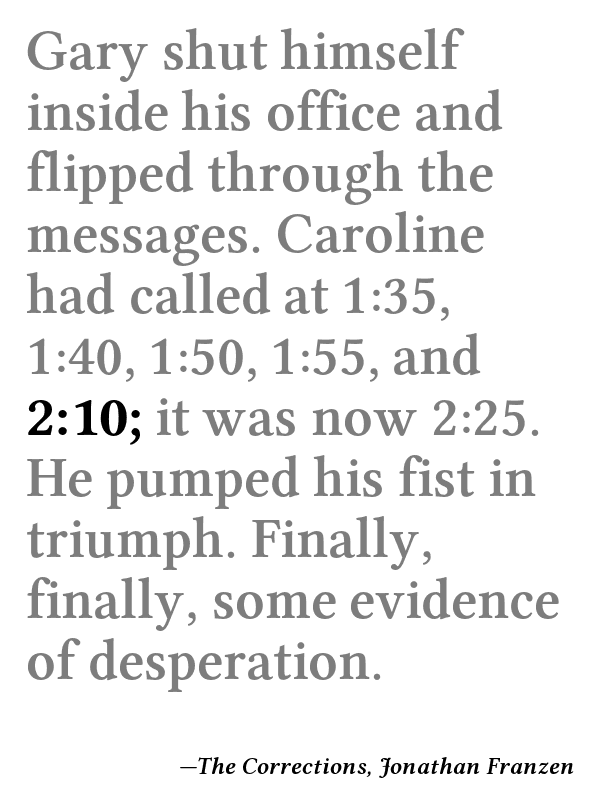 Gary shut himself
inside his office and
flipped through the
messages. Caroline
had called at 1:35,
1:40, 1:50, 1:55, and
2:10; it was now 2:25.
He pumped his fist in
triumph. Finally,
finally, some evidence
of desperation.
—The Corrections, Jonathan Franzen